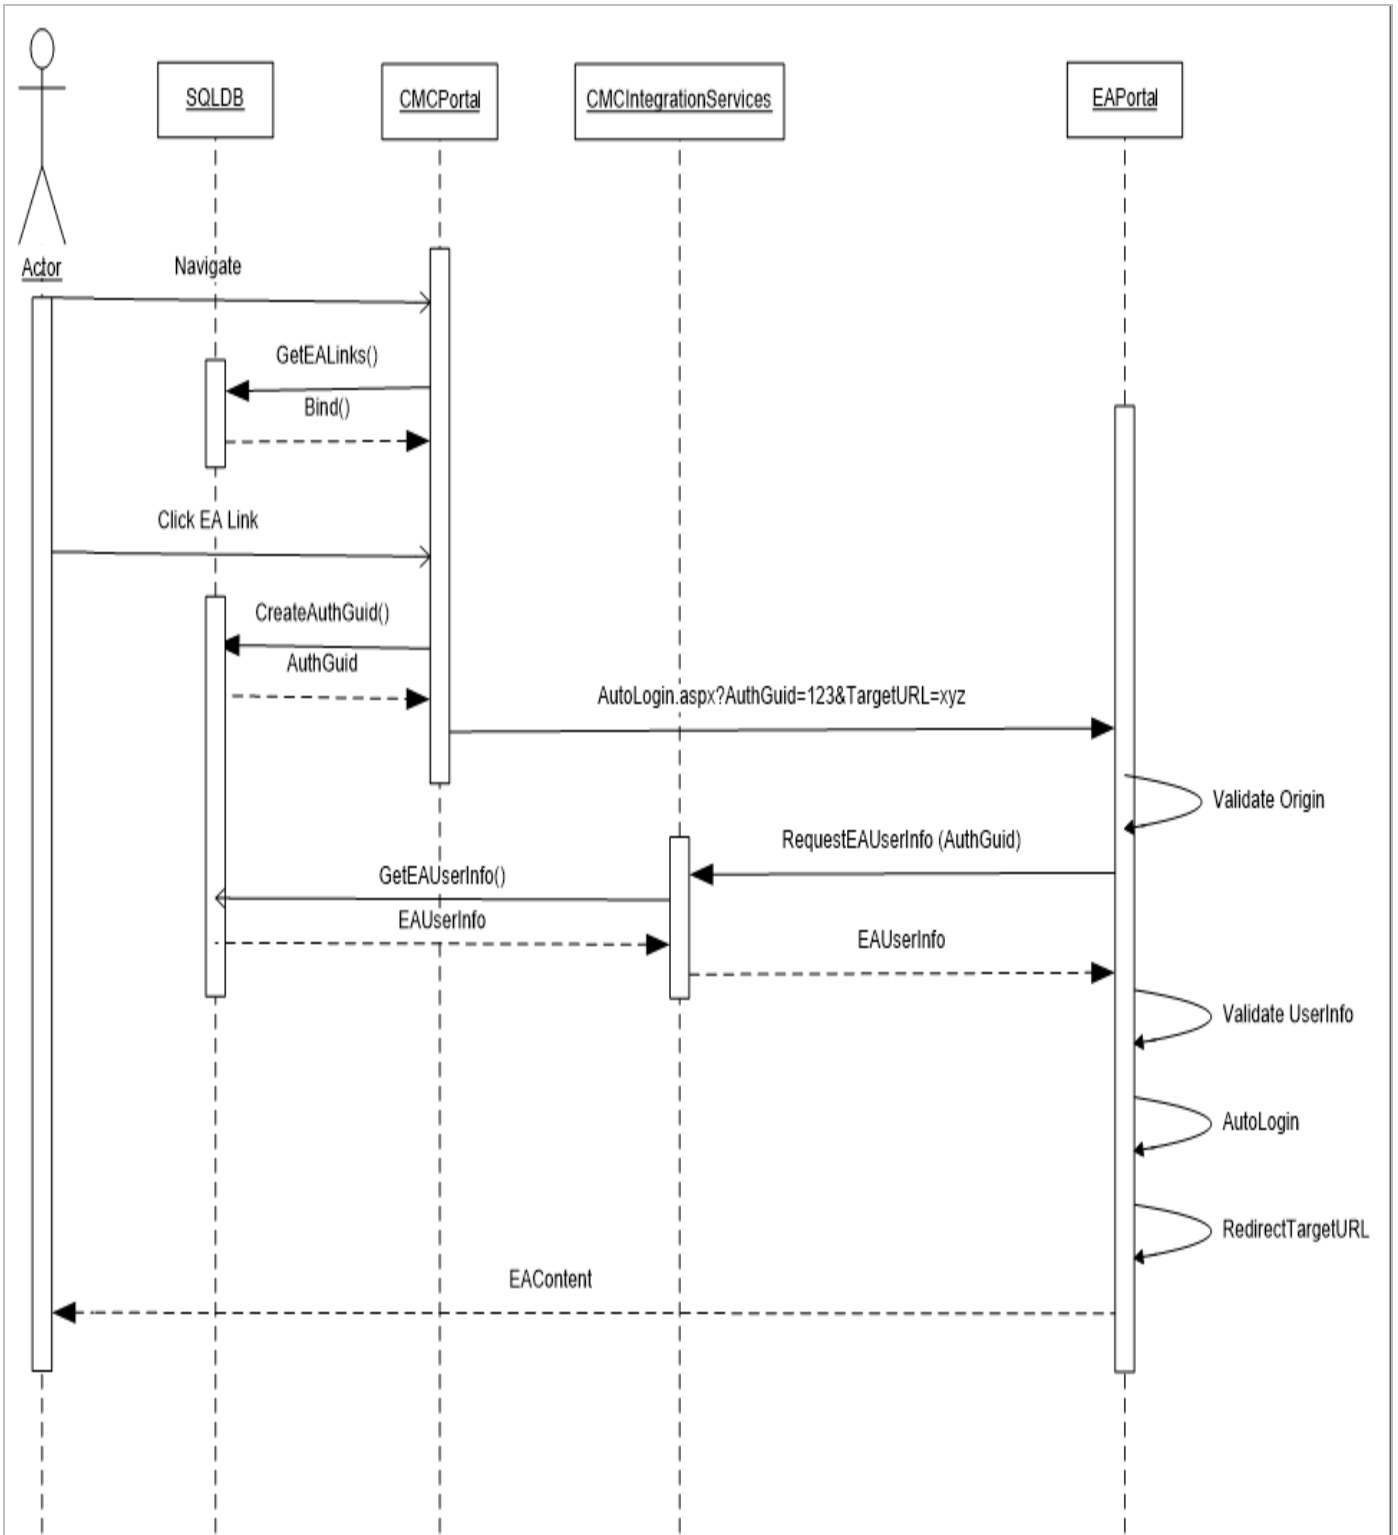 SQLDB
CMCPortal
CMCIntegrationServices
EAPortal
Actor
Navigate
GetEALinks()
Bind()
Click EA Link
CreateAuthGuid()
AuthGuid
AutoLogin.aspx?AuthGuid=123&TargetURL=xyz
Validate Origin
RequestEAUserInfo (AuthGuid)
GetEAUserInfo()
EAUserInfo
EAUserInfo
Validate UserInfo
AutoLogin
RedirectTargetURL
EAContent